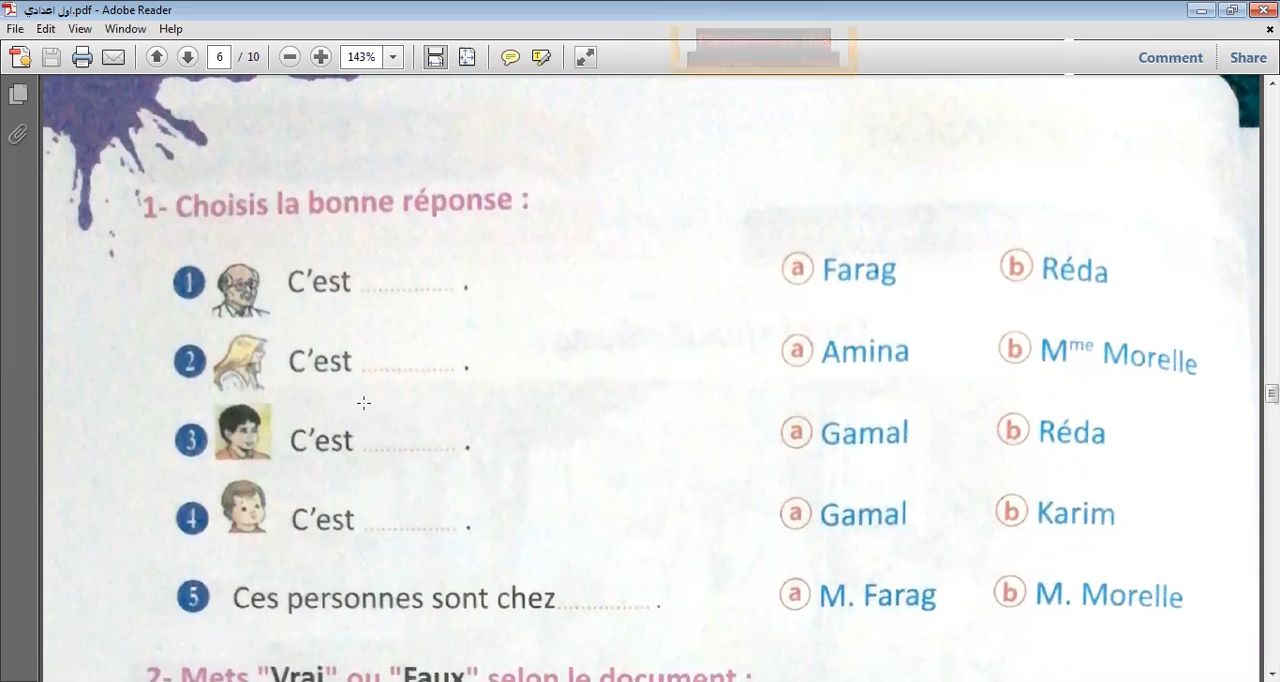 اول اعدادي.pdf - Adobe Reader
File Edit View Window Help
6 / 10 143% Comment Share
1- Choisis la bonne réponse :
1 C'est .............. . a Farag b Réda
2 C'est .............. . a Amina b Mme Morelle
3 C'est .............. . a Gamal b Réda
4 C'est .............. . a Gamal b Karim
5 Ces personnes sont chez.............. . a M. Farag b M. Morelle
2- Mets "Vrai" ou "Faux" selon le document :